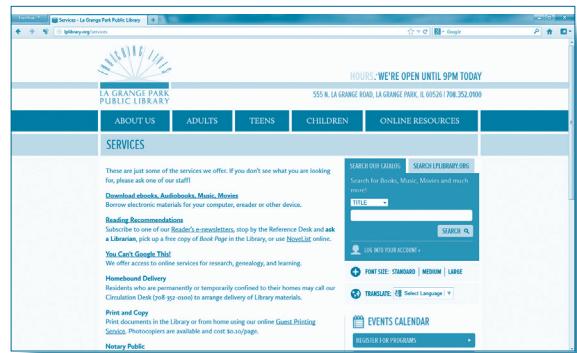 Services - La Grange Park Public Library
lplibrary.org/services
Google
TOUCHING LIVES
LA GRANGE PARK
PUBLIC LIBRARY
HOURS: WE'RE OPEN UNTIL 9PM TODAY
555 N. LA GRANGE ROAD, LA GRANGE PARK, IL 60526 | 708.352.0100
ABOUT US ADULTS TEENS CHILDREN ONLINE RESOURCES
SERVICES
These are just some of the services we offer. If you don't see what you are looking
for, please ask one of our staff!
Download ebooks, Audiobooks, Music, Movies
Borrow electronic materials for your computer, ereader or other device.
Reading Recommendations
Subscribe to one of our Reader's e-newsletters, stop by the Reference Desk and ask
a Librarian, pick up a free copy of Book Page in the Library, or use NoveList online.
You Can't Google This!
We offer access to online services for research, genealogy, and learning.
Homebound Delivery
Residents who are permanently or temporarily confined to their homes may call our
Circulation Desk (708-352-0100) to arrange delivery of Library materials.
Print and Copy
Print documents in the Library or from home using our online Guest Printing
Service. Photocopiers are available and cost $0.10/page.
Notary Public
SEARCH OUR CATALOG SEARCH LPLIBRARY.ORG
Search for Books, Music, Movies and much
more!
TITLE
SEARCH
LOG INTO YOUR ACCOUNT »
FONT SIZE: STANDARD | MEDIUM | LARGE
TRANSLATE: Select Language
EVENTS CALENDAR
REGISTER FOR PROGRAMS